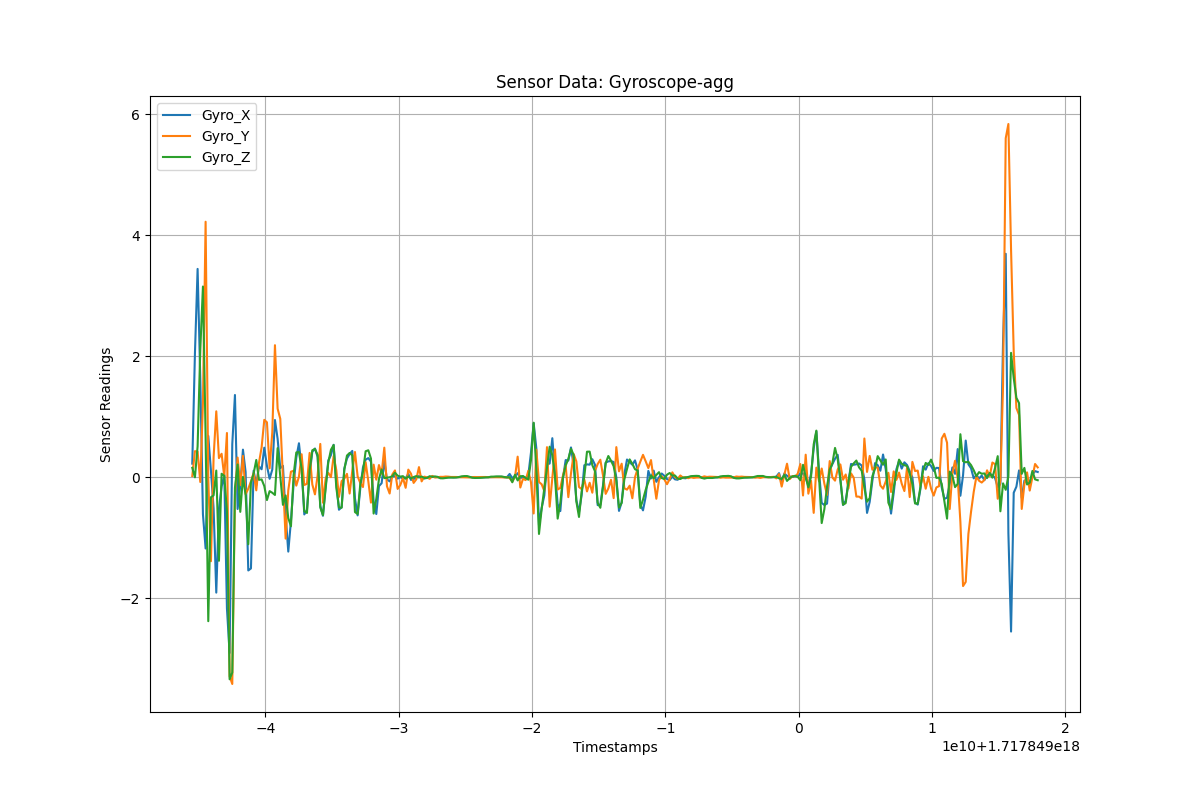 Sensor Data: Gyroscope-agg
Gyro_X
Gyro_Y
Gyro_Z
6
4
2
0
−2
Sensor Readings
−4 −3 −2 −1 0 1 2
Timestamps
1e10+1.717849e18